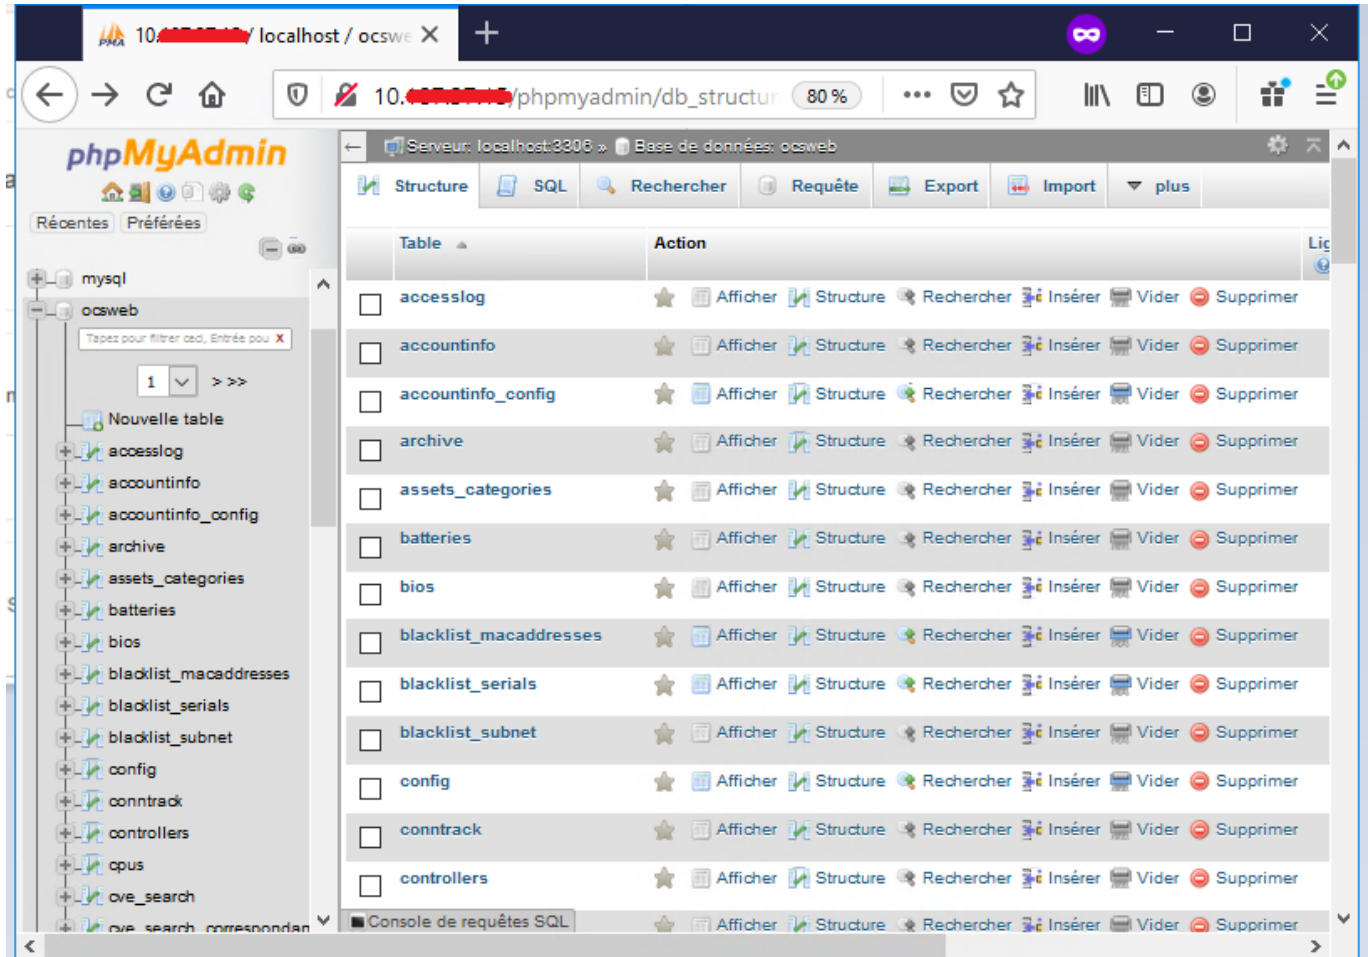 10. / localhost / ocswe
10. /phpmyadmin/db_structur 80 %
phpMyAdmin
Récentes Préférées
mysql
ocsweb
Tapez pour filtrer ceci, Entrée pou X
1 > >>
Nouvelle table
accesslog
accountinfo
accountinfo_config
archive
assets_categories
batteries
bios
blacklist_macaddresses
blacklist_serials
blacklist_subnet
config
conntrack
controllers
cpus
cve_search
cve_search_correspondan
Serveur: localhost:3306 » Base de données: ocsweb
Structure SQL Rechercher Requête Export Import plus
Table Action Lig
accesslog Afficher Structure Rechercher Insérer Vider Supprimer
accountinfo Afficher Structure Rechercher Insérer Vider Supprimer
accountinfo_config Afficher Structure Rechercher Insérer Vider Supprimer
archive Afficher Structure Rechercher Insérer Vider Supprimer
assets_categories Afficher Structure Rechercher Insérer Vider Supprimer
batteries Afficher Structure Rechercher Insérer Vider Supprimer
bios Afficher Structure Rechercher Insérer Vider Supprimer
blacklist_macaddresses Afficher Structure Rechercher Insérer Vider Supprimer
blacklist_serials Afficher Structure Rechercher Insérer Vider Supprimer
blacklist_subnet Afficher Structure Rechercher Insérer Vider Supprimer
config Afficher Structure Rechercher Insérer Vider Supprimer
conntrack Afficher Structure Rechercher Insérer Vider Supprimer
controllers Afficher Structure Rechercher Insérer Vider Supprimer
Afficher Structure Rechercher Insérer Vider Supprimer
Console de requêtes SQL